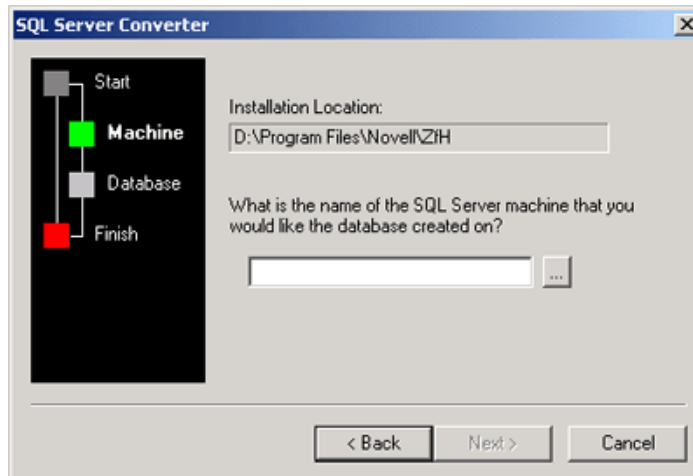 SQL Server Converter
Start
Machine
Database
Finish
Installation Location:
D:\Program Files\Novell\ZfH
What is the name of the SQL Server machine that you
would like the database created on?
...
< Back
Next >
Cancel